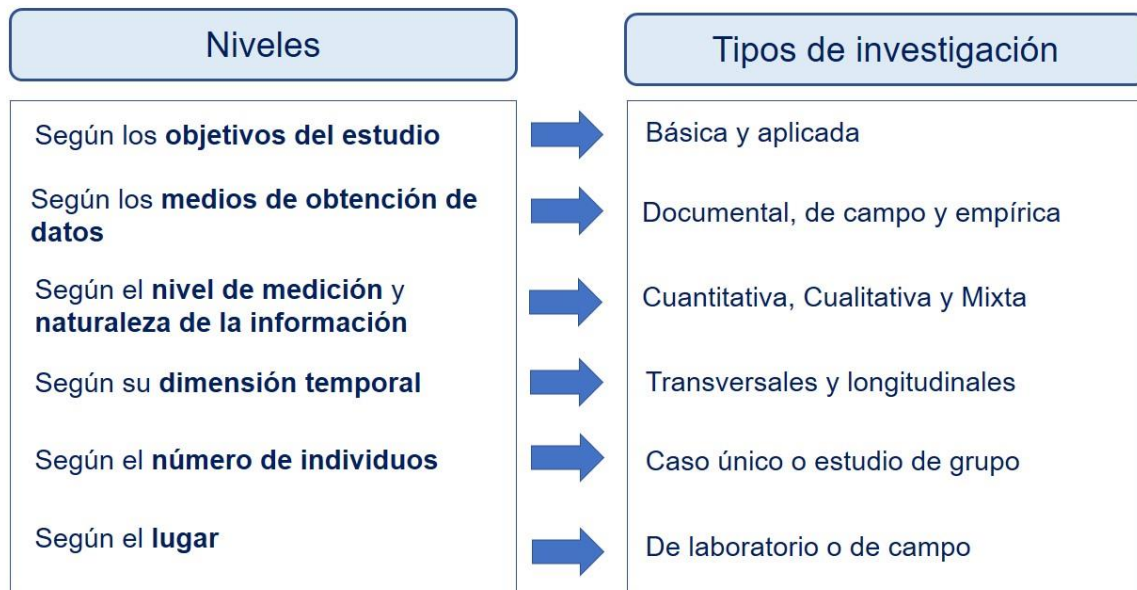 Niveles
Tipos de investigación
Según los objetivos del estudio
Básica y aplicada
Según los medios de obtención de
datos
Documental, de campo y empírica
Según el nivel de medición y
naturaleza de la información
Cuantitativa, Cualitativa y Mixta
Según su dimensión temporal
Transversales y longitudinales
Según el número de individuos
Caso único o estudio de grupo
Según el lugar
De laboratorio o de campo